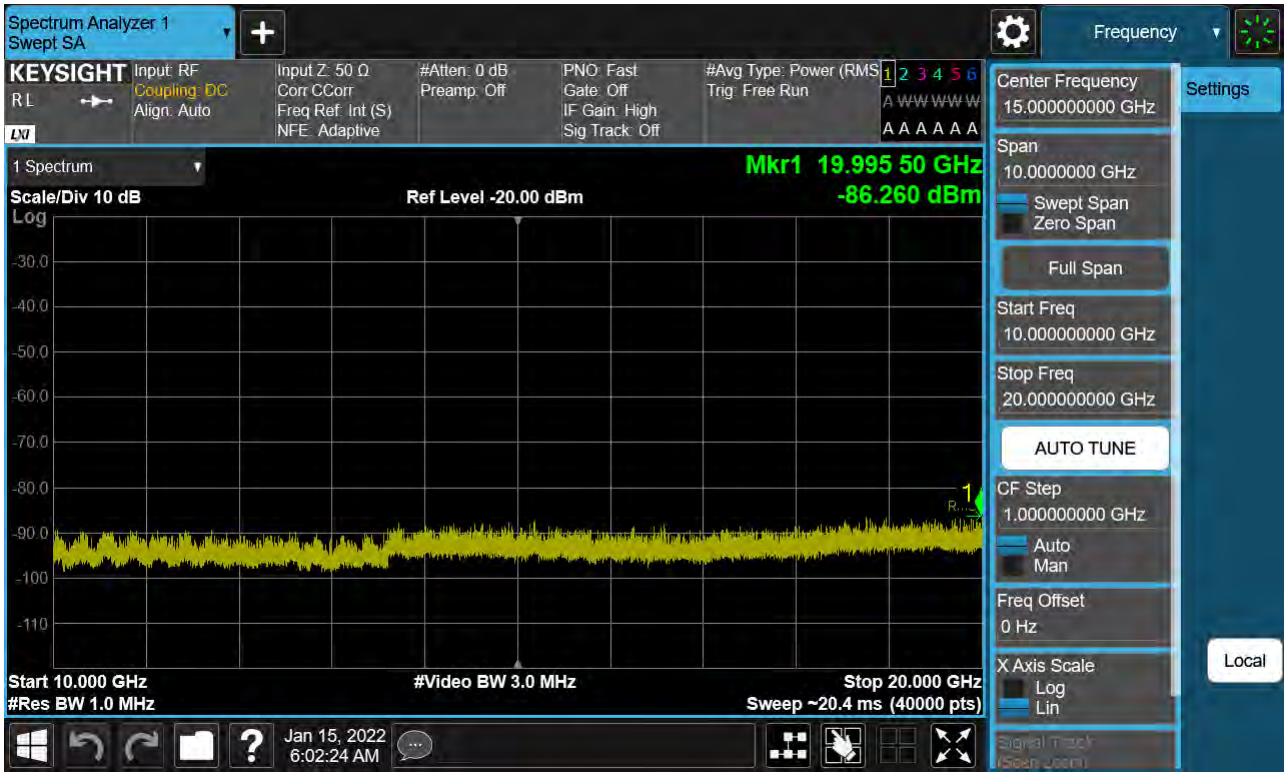 Spectrum Analyzer 1
Swept SA
+
Frequency
KEYSIGHT
RL
LXI
Input: RF
Coupling: DC
Align: Auto
Input Z: 50 Ω
Corr CCorr
Freq Ref: Int (S)
NFE: Adaptive
#Atten: 0 dB
Preamp: Off
PNO: Fast
Gate: Off
IF Gain: High
Sig Track: Off
#Avg Type: Power (RMS
Trig: Free Run
1 2 3 4 5 6
A W W W W W
A A A A A A
1 Spectrum
Scale/Div 10 dB
Log
Ref Level -20.00 dBm
Mkr1 19.995 50 GHz
-86.260 dBm
-30.0
-40.0
-50.0
-60.0
-70.0
-80.0
-90.0
-100
-110
1
Start 10.000 GHz
#Res BW 1.0 MHz
#Video BW 3.0 MHz
Stop 20.000 GHz
Sweep ~20.4 ms (40000 pts)
Center Frequency
15.000000000 GHz
Span
10.0000000 GHz
Swept Span
Zero Span
Full Span
Start Freq
10.000000000 GHz
Stop Freq
20.000000000 GHz
AUTO TUNE
CF Step
1.000000000 GHz
Auto
Man
Freq Offset
0 Hz
X Axis Scale
Log
Lin
Signal Track
(Span Zoom)
Settings
Local
?
Jan 15, 2022
6:02:24 AM